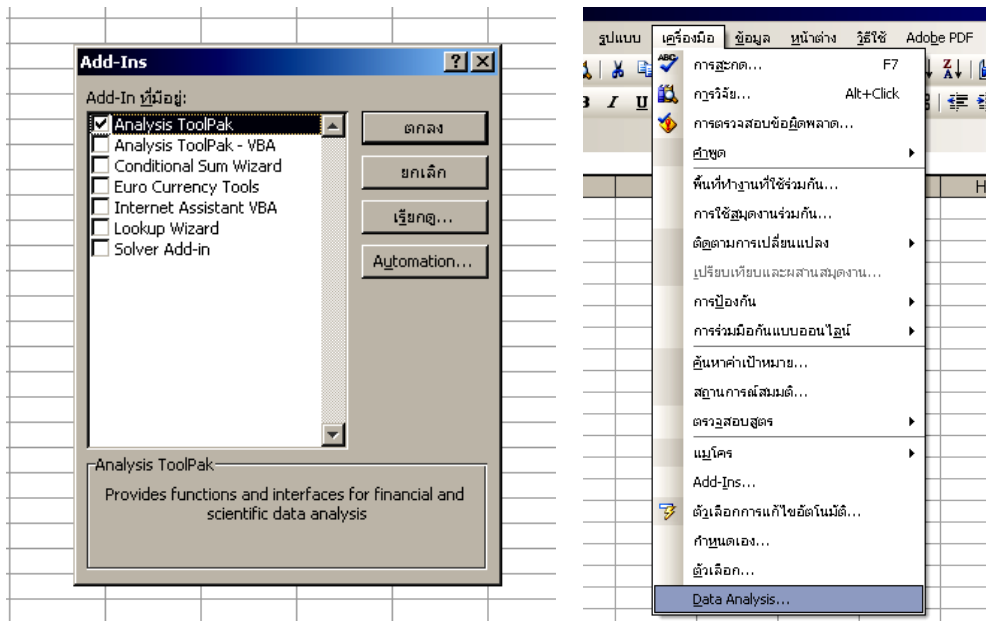 Add-Ins
Add-In ที่มีอยู่:
Analysis ToolPak
Analysis ToolPak - VBA
Conditional Sum Wizard
Euro Currency Tools
Internet Assistant VBA
Lookup Wizard
Solver Add-in
ตกลง
ยกเลิก
เรียกดู...
Automation...
Analysis ToolPak
Provides functions and interfaces for financial and
scientific data analysis
รูปแบบ เครื่องมือ ข้อมูล หน้าต่าง วิธีใช้ Adobe PDF
การสะกด... F7
การวิจัย... Alt+Click
การตรวจสอบข้อผิดพลาด...
คำพูด
พื้นที่ทำงานที่ใช้ร่วมกัน...
การใช้สมุดงานร่วมกัน...
ติดตามการเปลี่ยนแปลง
เปรียบเทียบและผสานสมุดงาน...
การป้องกัน
การร่วมมือกันแบบออนไลน์
ค้นหาค่าเป้าหมาย...
สถานการณ์สมมติ...
ตรวจสอบสูตร
แมโคร
Add-Ins...
ตัวเลือกการแก้ไขอัตโนมัติ...
กำหนดเอง...
ตัวเลือก...
Data Analysis...
I U
H